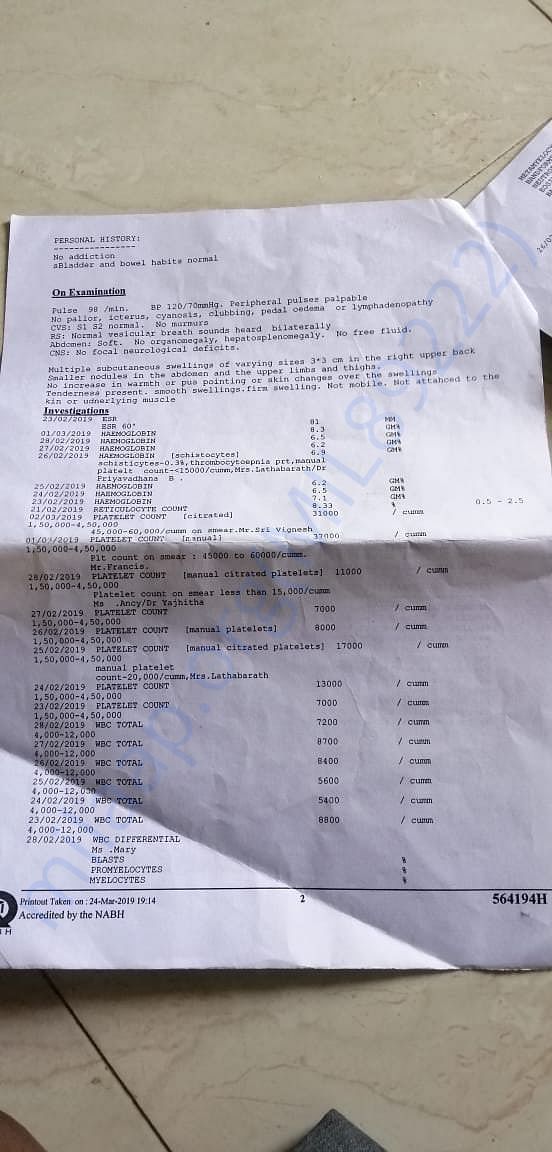 PERSONAL HISTORY:
----------------
No addiction
sBladder and bowel habits normal
On Examination
Pulse 98 /min. BP 120/70mmHg. Peripheral pulses palpable
No pallor, icterus, cyanosis, clubbing, pedal oedema or lymphadenopathy
CVS: S1 S2 normal. No murmurs
RS: Normal vesicular breath sounds heard bilaterally
Abdomen: Soft. No organomegaly, hepatosplenomegaly. No free fluid.
CNS: No focal neurological deficits.
Multiple subcutaneous swellings of varying sizes 3*3 cm in the right upper back
Smaller nodules in the abdomen and the upper limbs and thighs.
No increase in warmth or pus pointing or skin changes over the swellings
Tenderness present. smooth swellings.firm swelling. Not mobile. Not attahced to the
kin or udnerlying muscle
Investigations
23/02/2019 ESR
ESR 60' 81 MM
01/03/2019 HAEMOGLOBIN 8.3 GM%
28/02/2019 HAEMOGLOBIN 6.5 GM%
27/02/2019 HAEMOGLOBIN 6.2 GM%
26/02/2019 HAEMOGLOBIN [schistocytes] 6.9 GM%
schisticytes-0.3%,thrombocytoepnia prt,manual
platelt count-<15000/cumm,Mrs.Lathabarath/Dr
Priyavadhana B .
25/02/2019 HAEMOGLOBIN 6.2 GM%
24/02/2019 HAEMOGLOBIN 6.5 GM%
23/02/2019 HAEMOGLOBIN 7.1 GM%
21/02/2019 RETICULOCYTE COUNT 8.33 % 0.5 - 2.5
02/03/2019 PLATELET COUNT [citrated] 31000 / cumm
1,50,000-4,50,000
45,000-60,000/cumm on smear.Mr.Sri Vignesh
01/03/2019 PLATELET COUNT [manual] 37000 / cumm
1,50,000-4,50,000
Plt count on smear : 45000 to 60000/cumm.
Mr.Francis.
28/02/2019 PLATELET COUNT [manual citrated platelets] 11000 / cumm
1,50,000-4,50,000
Platelet count on smear less than 15,000/cumm
Ms .Ancy/Dr Yajhitha
27/02/2019 PLATELET COUNT 7000 / cumm
1,50,000-4,50,000
26/02/2019 PLATELET COUNT [manual platelets] 8000 / cumm
1,50,000-4,50,000
25/02/2019 PLATELET COUNT [manual citrated platelets] 17000 / cumm
1,50,000-4,50,000
manual platelet
count-20,000/cumm,Mrs.Lathabarath
24/02/2019 PLATELET COUNT 13000 / cumm
1,50,000-4,50,000
23/02/2019 PLATELET COUNT 7000 / cumm
1,50,000-4,50,000
28/02/2019 WBC TOTAL 7200 / cumm
4,000-12,000
27/02/2019 WBC TOTAL 8700 / cumm
4,000-12,000
26/02/2019 WBC TOTAL 8400 / cumm
4,000-12,000
25/02/2019 WBC TOTAL 5600 / cumm
4,000-12,000
24/02/2019 WBC TOTAL 5400 / cumm
4,000-12,000
23/02/2019 WBC TOTAL 8800 / cumm
4,000-12,000
28/02/2019 WBC DIFFERENTIAL
Ms .Mary
BLASTS %
PROMYELOCYTES %
MYELOCYTES %
Printout Taken on : 24-Mar-2019 19:14 2 564194H
Accredited by the NABH